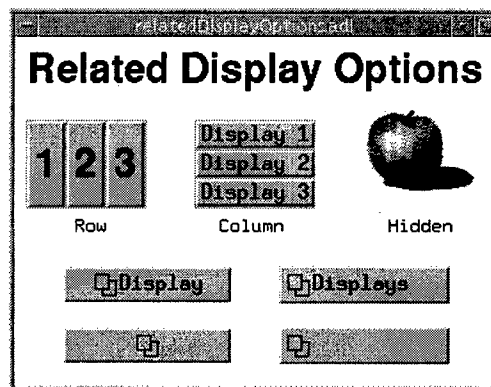 relatedDisplayOptions.adl
Related Display Options
1 2 3
Display 1
Display 2
Display 3
Row Column Hidden
Display Displays